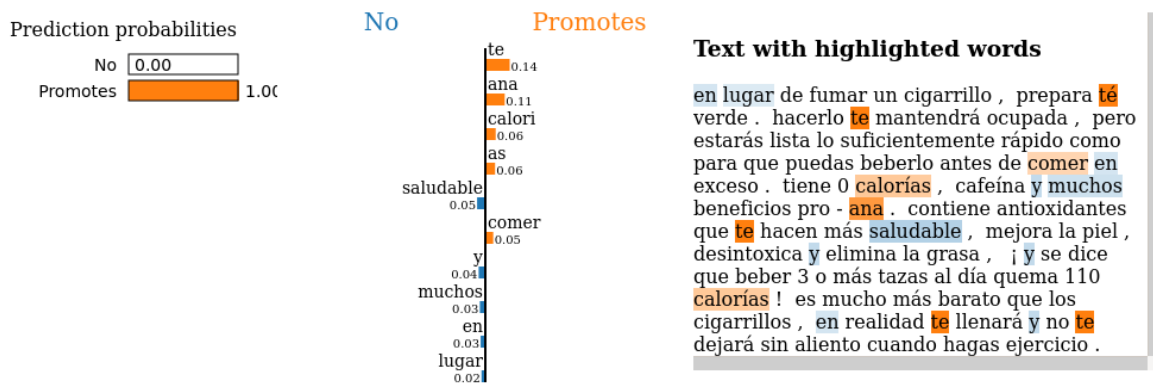 Prediction probabilities
No 0.00
Promotes 1.00
No Promotes
te
0.14
ana
0.11
calori
0.06
as
0.06
saludable
0.05
comer
0.05
y
0.04
muchos
0.03
en
0.03
lugar
0.02
Text with highlighted words
en lugar de fumar un cigarrillo , prepara té
verde . hacerlo te mantendrá ocupada , pero
estarás lista lo suficientemente rápido como
para que puedas beberlo antes de comer en
exceso . tiene 0 calorías , cafeína y muchos
beneficios pro - ana . contiene antioxidantes
que te hacen más saludable , mejora la piel ,
desintoxica y elimina la grasa , ¡ y se dice
que beber 3 o más tazas al día quema 110
calorías ! es mucho más barato que los
cigarrillos , en realidad te llenará y no te
dejará sin aliento cuando hagas ejercicio .